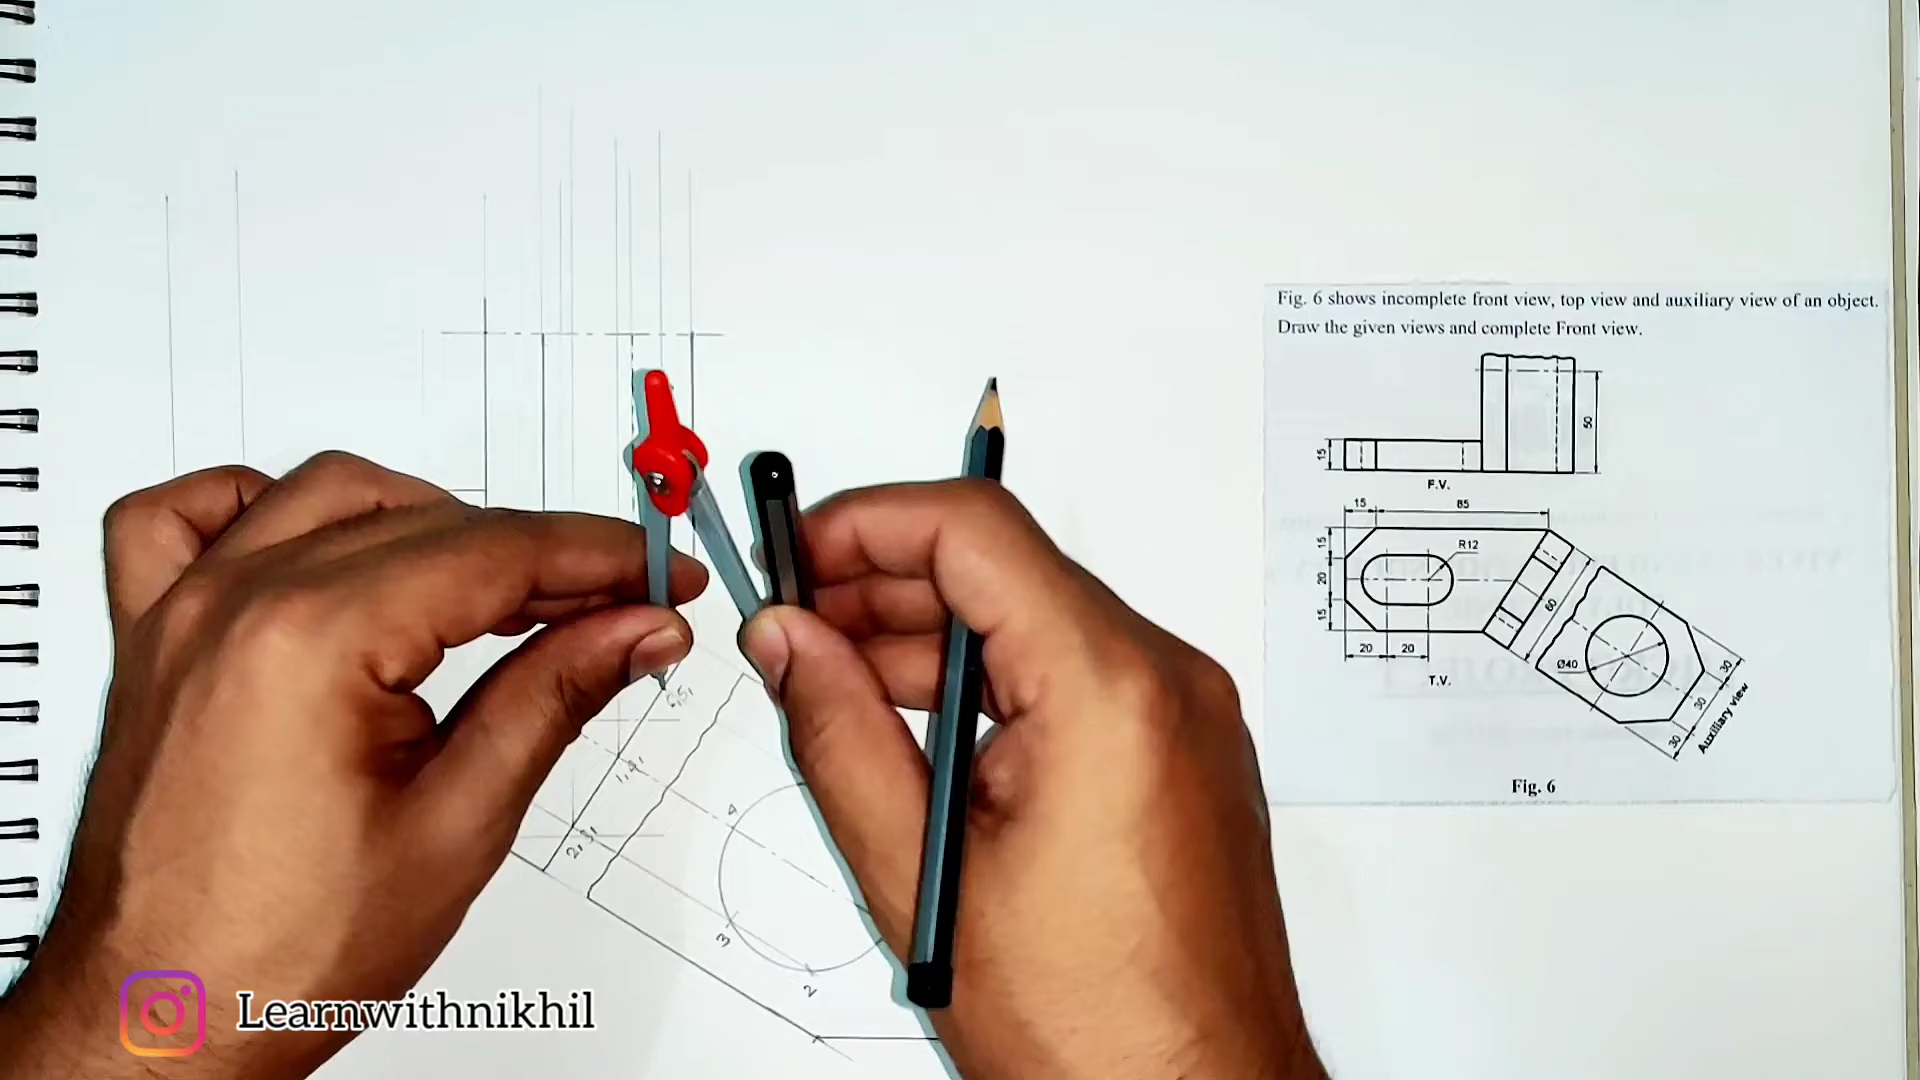 Fig. 6 shows incomplete front view, top view and auxiliary view of an object.
Draw the given views and complete Front view.
50
15
F.V.
15
85
15
20
15
R12
60
20
20
T.V.
Ø40
30
30
30
Auxiliary view
Fig. 6
4
3
2
Learnwithnikhil